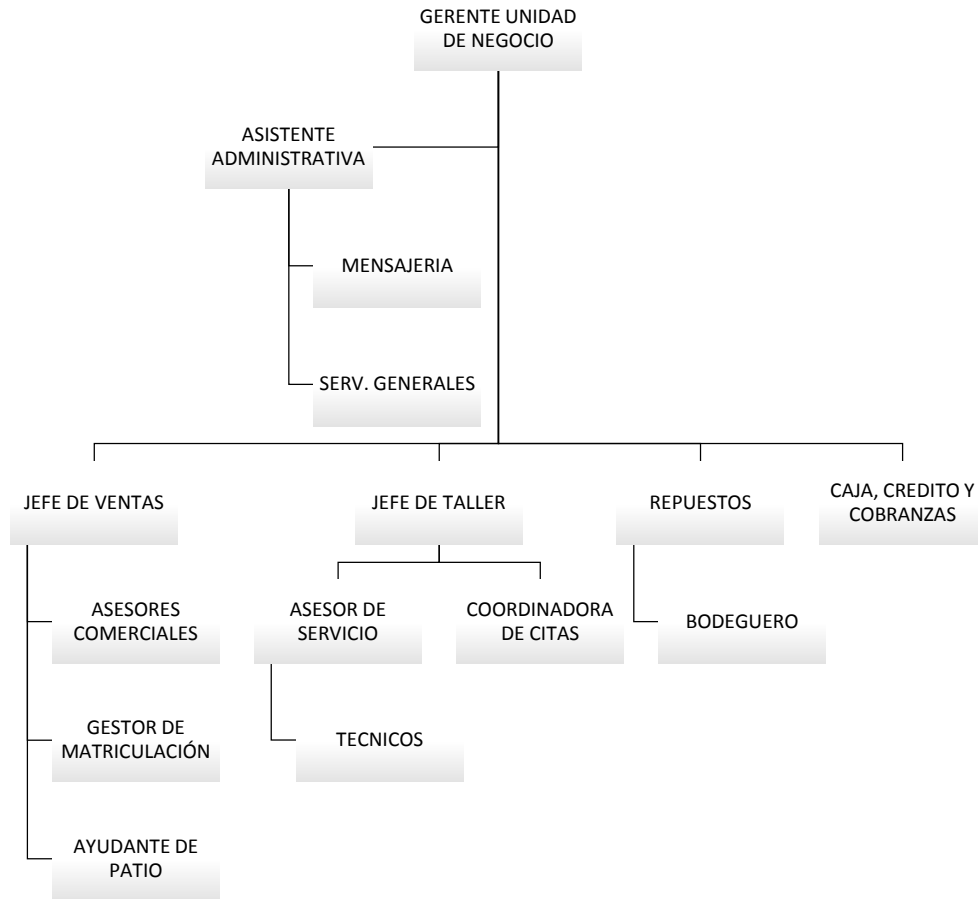 GERENTE UNIDAD
DE NEGOCIO
ASISTENTE
ADMINISTRATIVA
MENSAJERIA
SERV. GENERALES
JEFE DE VENTAS
JEFE DE TALLER
REPUESTOS
CAJA, CREDITO Y
COBRANZAS
ASESORES
COMERCIALES
ASESOR DE
SERVICIO
COORDINADORA
DE CITAS
BODEGUERO
GESTOR DE
MATRICULACIÓN
TECNICOS
AYUDANTE DE
PATIO